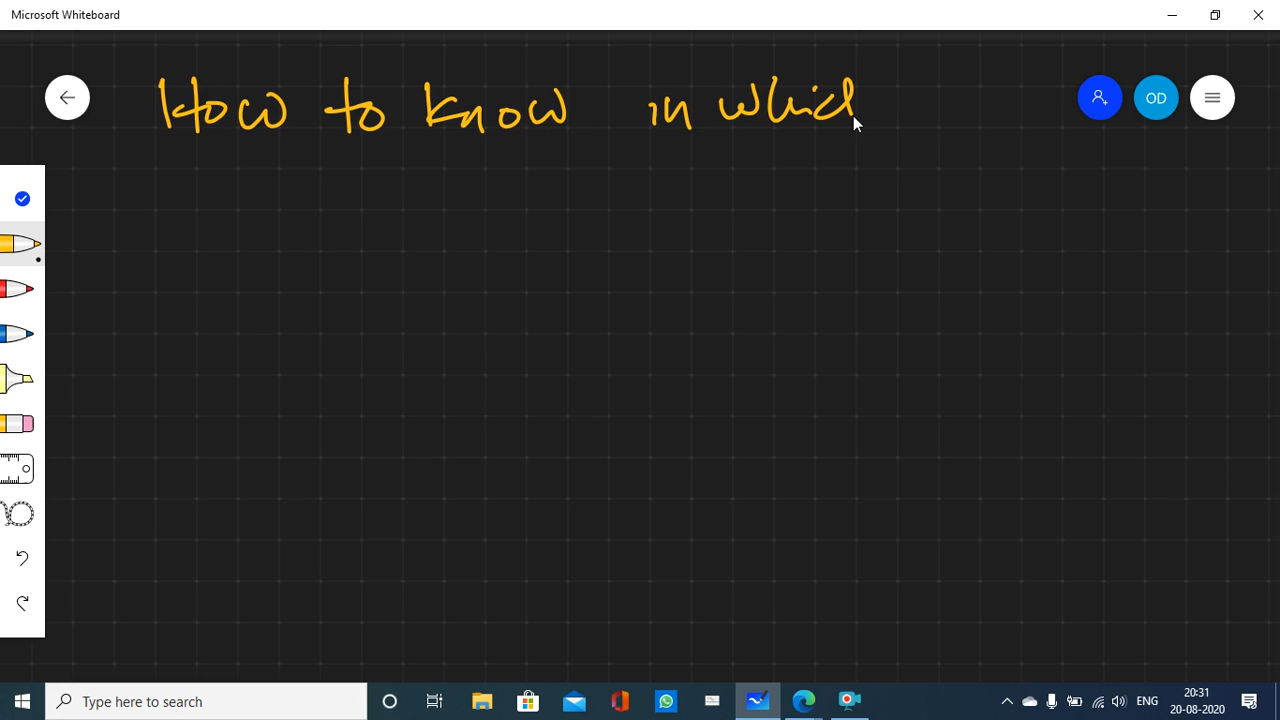 Microsoft Whiteboard
How to know in which
OD
Type here to search
ENG
20:31
20-08-2020